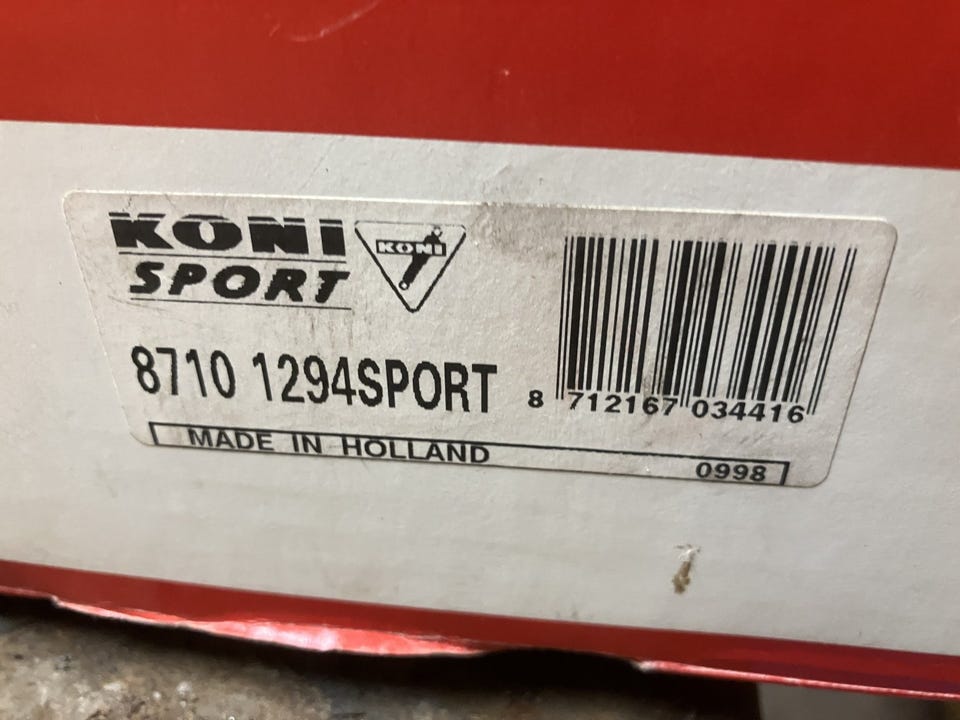 KONI
SPORT
KONI
8710 1294SPORT
8 712167 034416
MADE IN HOLLAND
0998